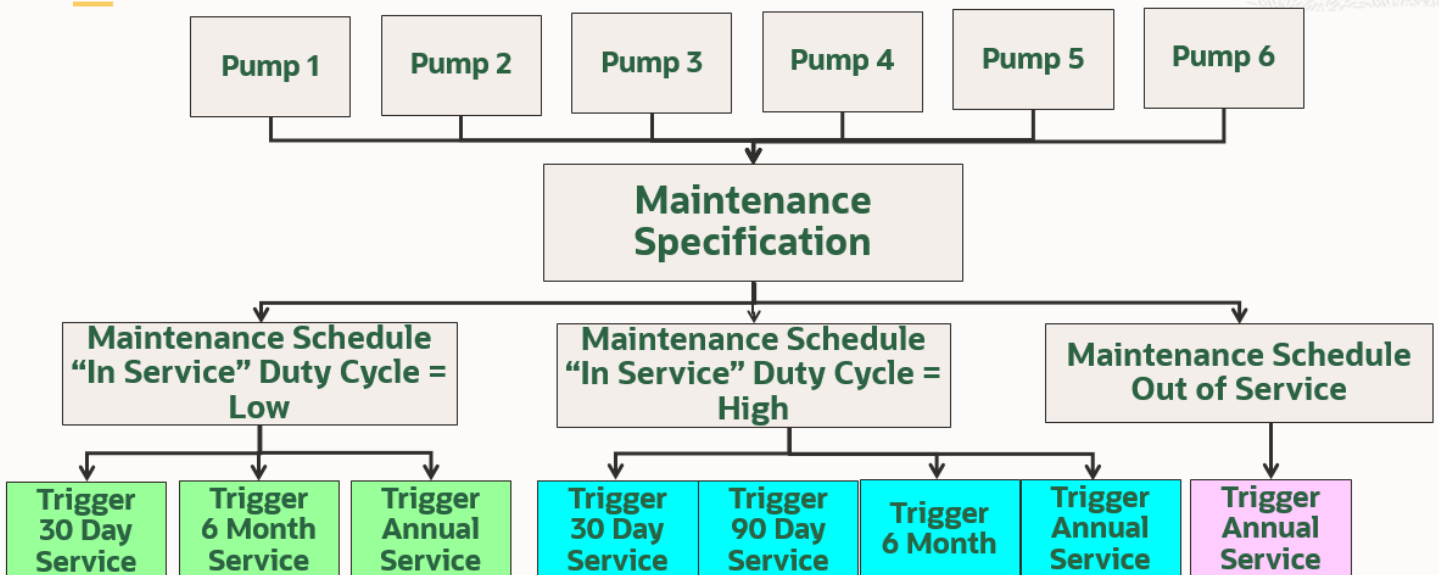 Pump 1
Pump 2
Pump 3
Pump 4
Pump 5
Pump 6
Maintenance
Specification
Maintenance Schedule
“In Service” Duty Cycle =
Low
Maintenance Schedule
“In Service” Duty Cycle =
High
Maintenance Schedule
Out of Service
Trigger
30 Day
Service
Trigger
6 Month
Service
Trigger
Annual
Service
Trigger
30 Day
Service
Trigger
90 Day
Service
Trigger
6 Month
Trigger
Annual
Service
Trigger
Annual
Service